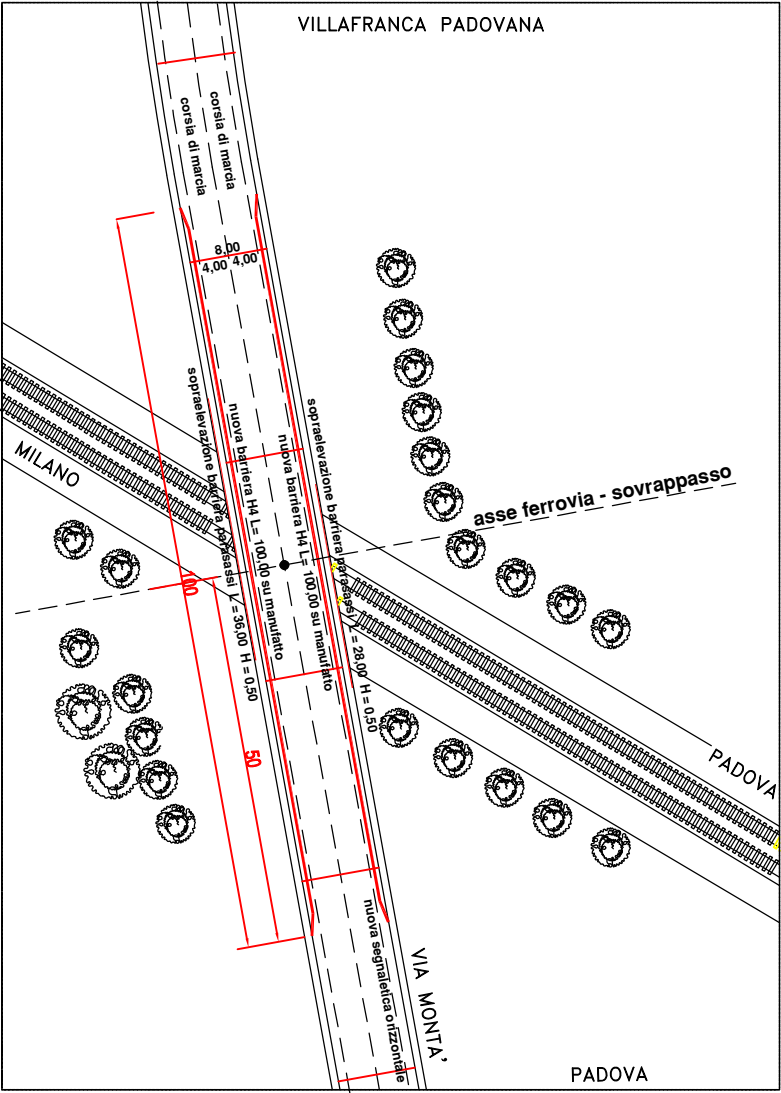 VILLAFRANCA PADOVANA
corsia di marcia
corsia di marcia
8,00
4,00 4,00
sopraelevazione barriera parasassi L = 36,00 H = 0,50
nuova barriera H4 L= 100,00 su manufatto
nuova barriera H4 L= 100,00 su manufatto
sopraelevazione barriera parasassi L = 28,00 H = 0,50
MILANO
asse ferrovia - sovrappasso
100
50
PADOVA
nuova segnaletica orizzontale
VIA MONTA'
PADOVA